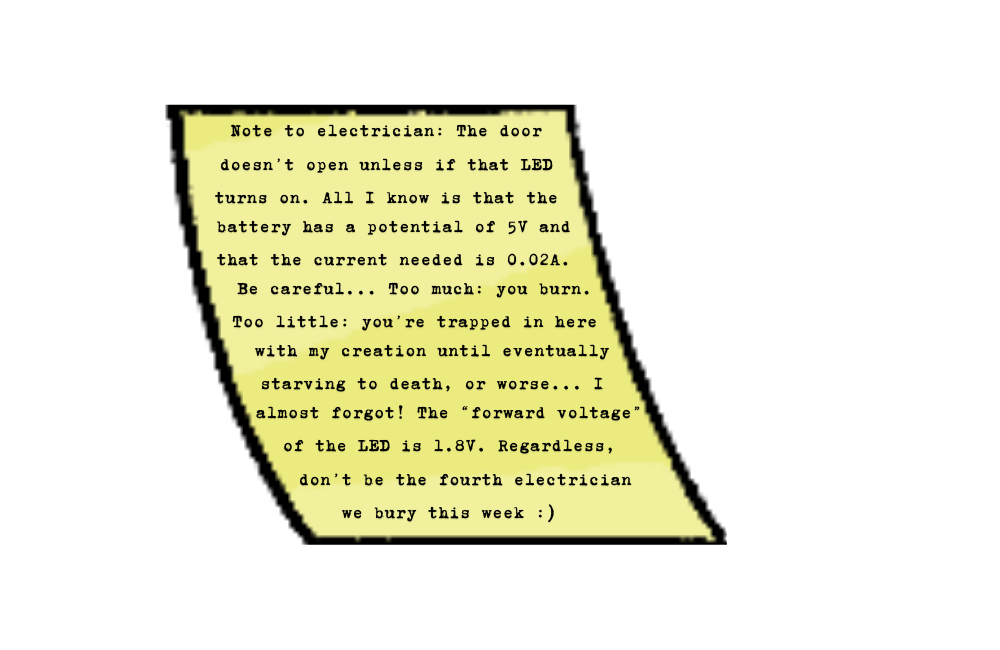 Note to electrician: The door
doesn't open unless if that LED
turns on. All I know is that the
battery has a potential of 5V and
that the current needed is 0.02A.
Be careful... Too much: you burn.
Too little: you're trapped in here
with my creation until eventually
starving to death, or worse... I
almost forgot! The “forward voltage”
of the LED is 1.8V. Regardless,
don't be the fourth electrician
we bury this week :)